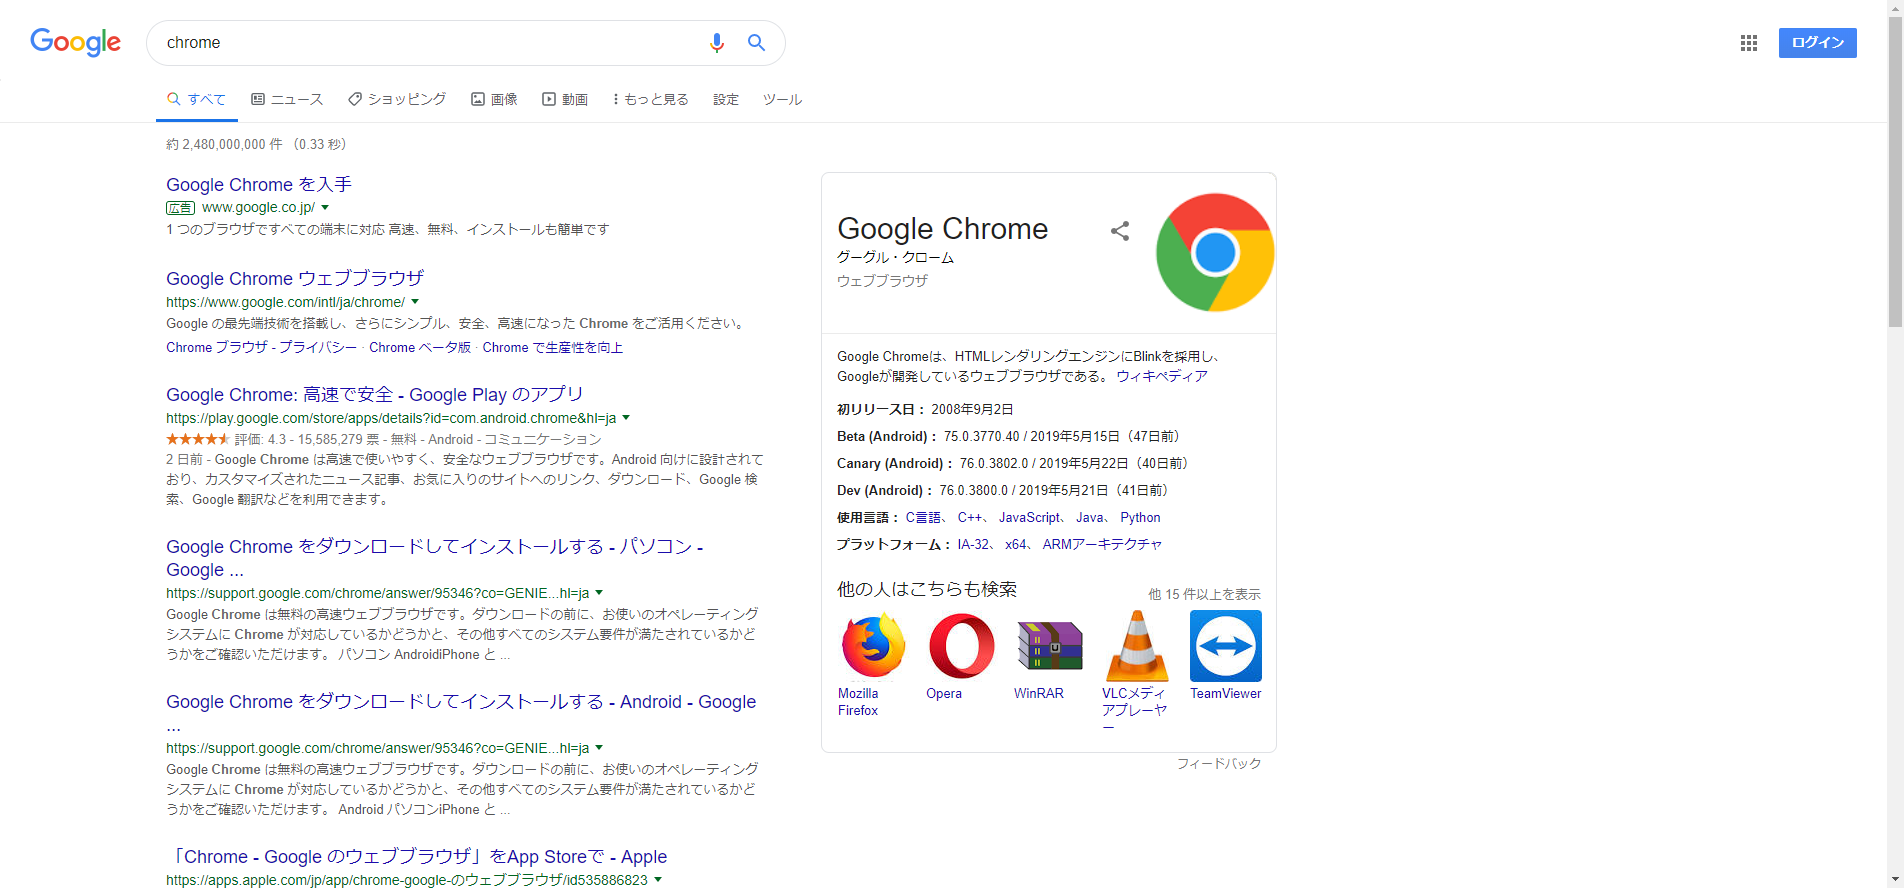 Google
chrome
ログイン
すべて ニュース ショッピング 画像 動画 もっと見る 設定 ツール
約 2,480,000,000 件 （0.33 秒）
Google Chrome を入手
広告 www.google.co.jp/
1 つのブラウザですべての端末に対応 高速、無料、インストールも簡単です
Google Chrome ウェブブラウザ
https://www.google.com/intl/ja/chrome/
Google の最先端技術を搭載し、さらにシンプル、安全、高速になった Chrome をご活用ください。
Chrome ブラウザ - プライバシー · Chrome ベータ版 · Chrome で生産性を向上
Google Chrome: 高速で安全 - Google Play のアプリ
https://play.google.com/store/apps/details?id=com.android.chrome&hl=ja
★★★★★ 評価: 4.3 - 15,585,279 票 - 無料 - Android - コミュニケーション
2 日前 - Google Chrome は高速で使いやすく、安全なウェブブラウザです。Android 向けに設計されて
おり、カスタマイズされたニュース記事、お気に入りのサイトへのリンク、ダウンロード、Google 検
索、Google 翻訳などを利用できます。
Google Chrome をダウンロードしてインストールする - パソコン -
Google ...
https://support.google.com/chrome/answer/95346?co=GENIE...hl=ja
Google Chrome は無料の高速ウェブブラウザです。ダウンロードの前に、お使いのオペレーティング
システムに Chrome が対応しているかどうかと、その他すべてのシステム要件が満たされているかど
うかをご確認いただけます。 パソコン AndroidiPhone と ...
Google Chrome をダウンロードしてインストールする - Android - Google
...
https://support.google.com/chrome/answer/95346?co=GENIE...hl=ja
Google Chrome は無料の高速ウェブブラウザです。ダウンロードの前に、お使いのオペレーティング
システムに Chrome が対応しているかどうかと、その他すべてのシステム要件が満たされているかど
うかをご確認いただけます。 Android パソコンiPhone と ...
「Chrome - Google のウェブブラウザ」をApp Storeで - Apple
https://apps.apple.com/jp/app/chrome-google-のウェブブラウザ/id535886823
Google Chrome
グーグル・クローム
ウェブブラウザ
Google Chromeは、HTMLレンダリングエンジンにBlinkを採用し、
Googleが開発しているウェブブラウザである。 ウィキペディア
初リリース日： 2008年9月2日
Beta (Android)： 75.0.3770.40 / 2019年5月15日（47日前）
Canary (Android)： 76.0.3802.0 / 2019年5月22日（40日前）
Dev (Android)： 76.0.3800.0 / 2019年5月21日（41日前）
使用言語： C言語、 C++、 JavaScript、 Java、 Python
プラットフォーム： IA-32、 x64、 ARMアーキテクチャ
他の人はこちらも検索
他 15 件以上を表示
Mozilla
Firefox
Opera
WinRAR
VLCメディ
アプレーヤ
ー
TeamViewer
フィードバック